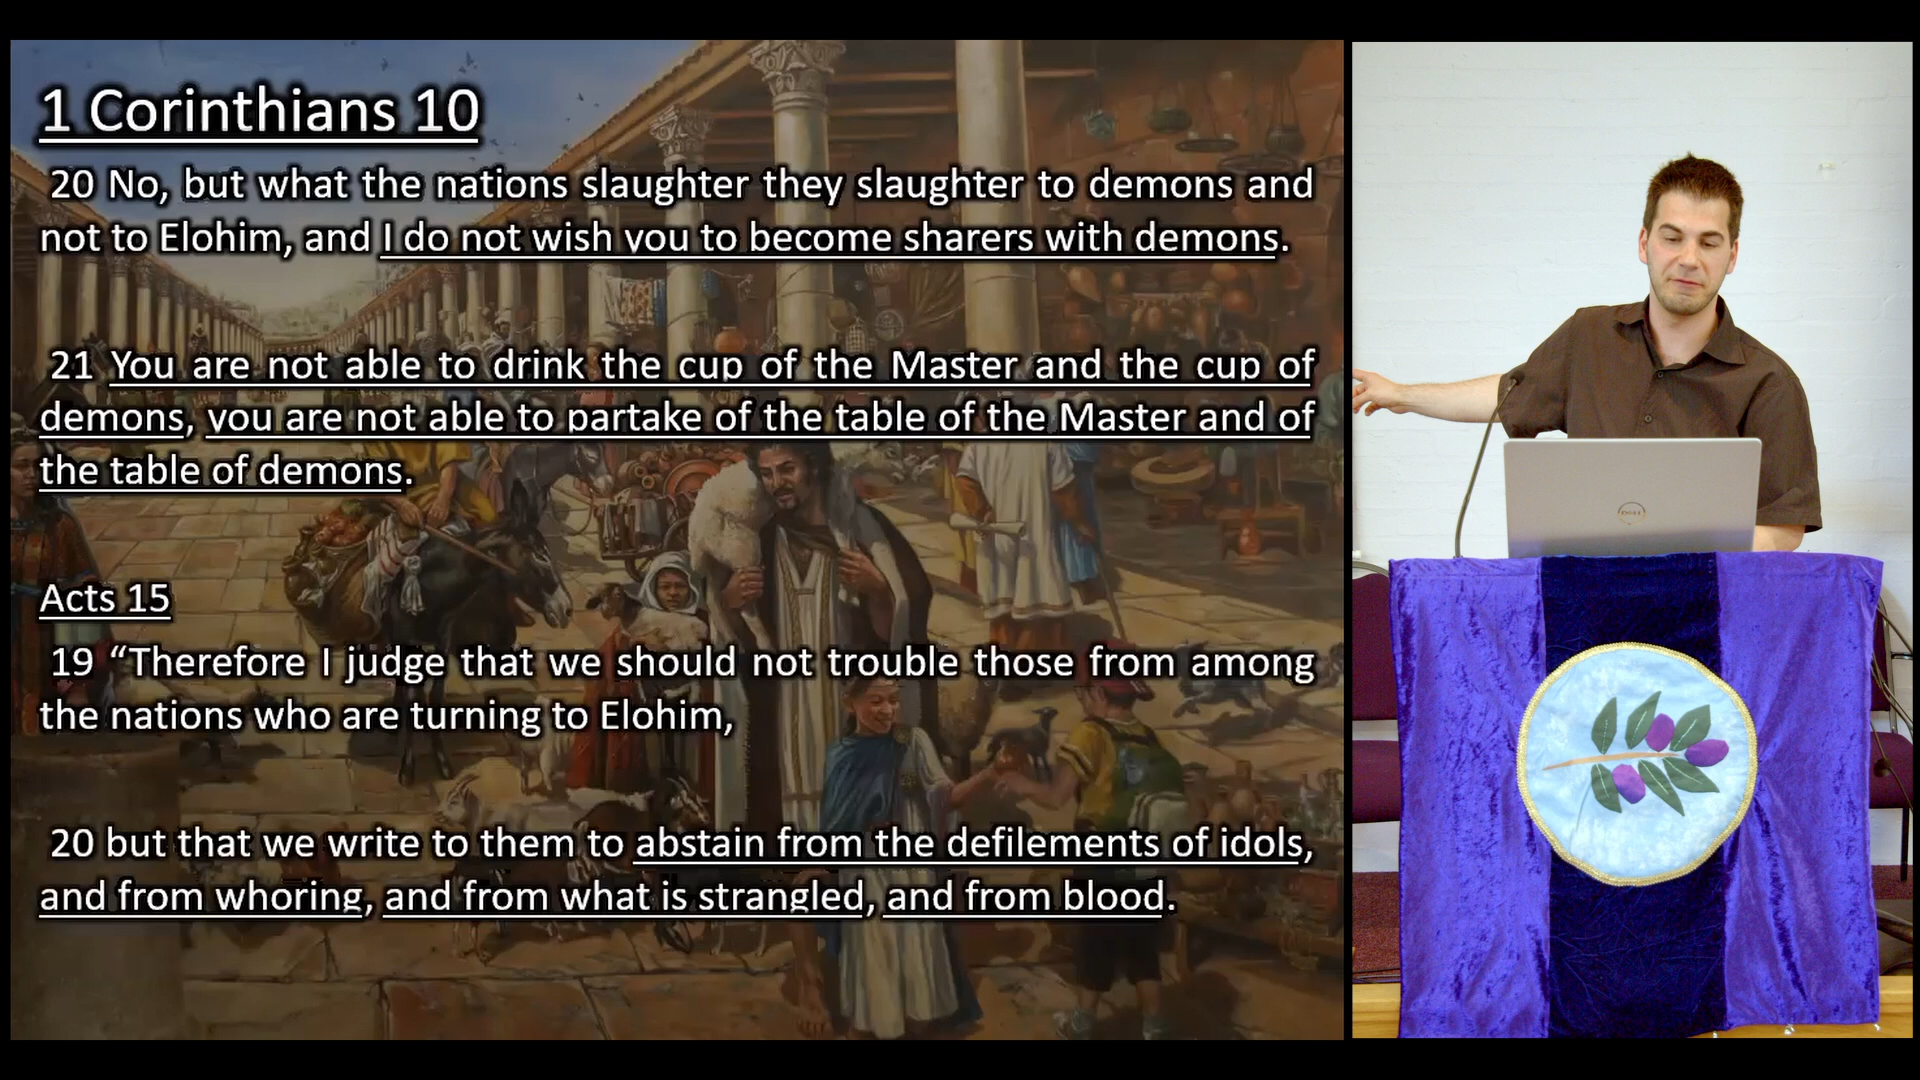 1 Corinthians 10
20 No, but what the nations slaughter they slaughter to demons and
not to Elohim, and I do not wish you to become sharers with demons.
21 You are not able to drink the cup of the Master and the cup of
demons, you are not able to partake of the table of the Master and of
the table of demons.
Acts 15
19 “Therefore I judge that we should not trouble those from among
the nations who are turning to Elohim,
20 but that we write to them to abstain from the defilements of idols,
and from whoring, and from what is strangled, and from blood.
DELL